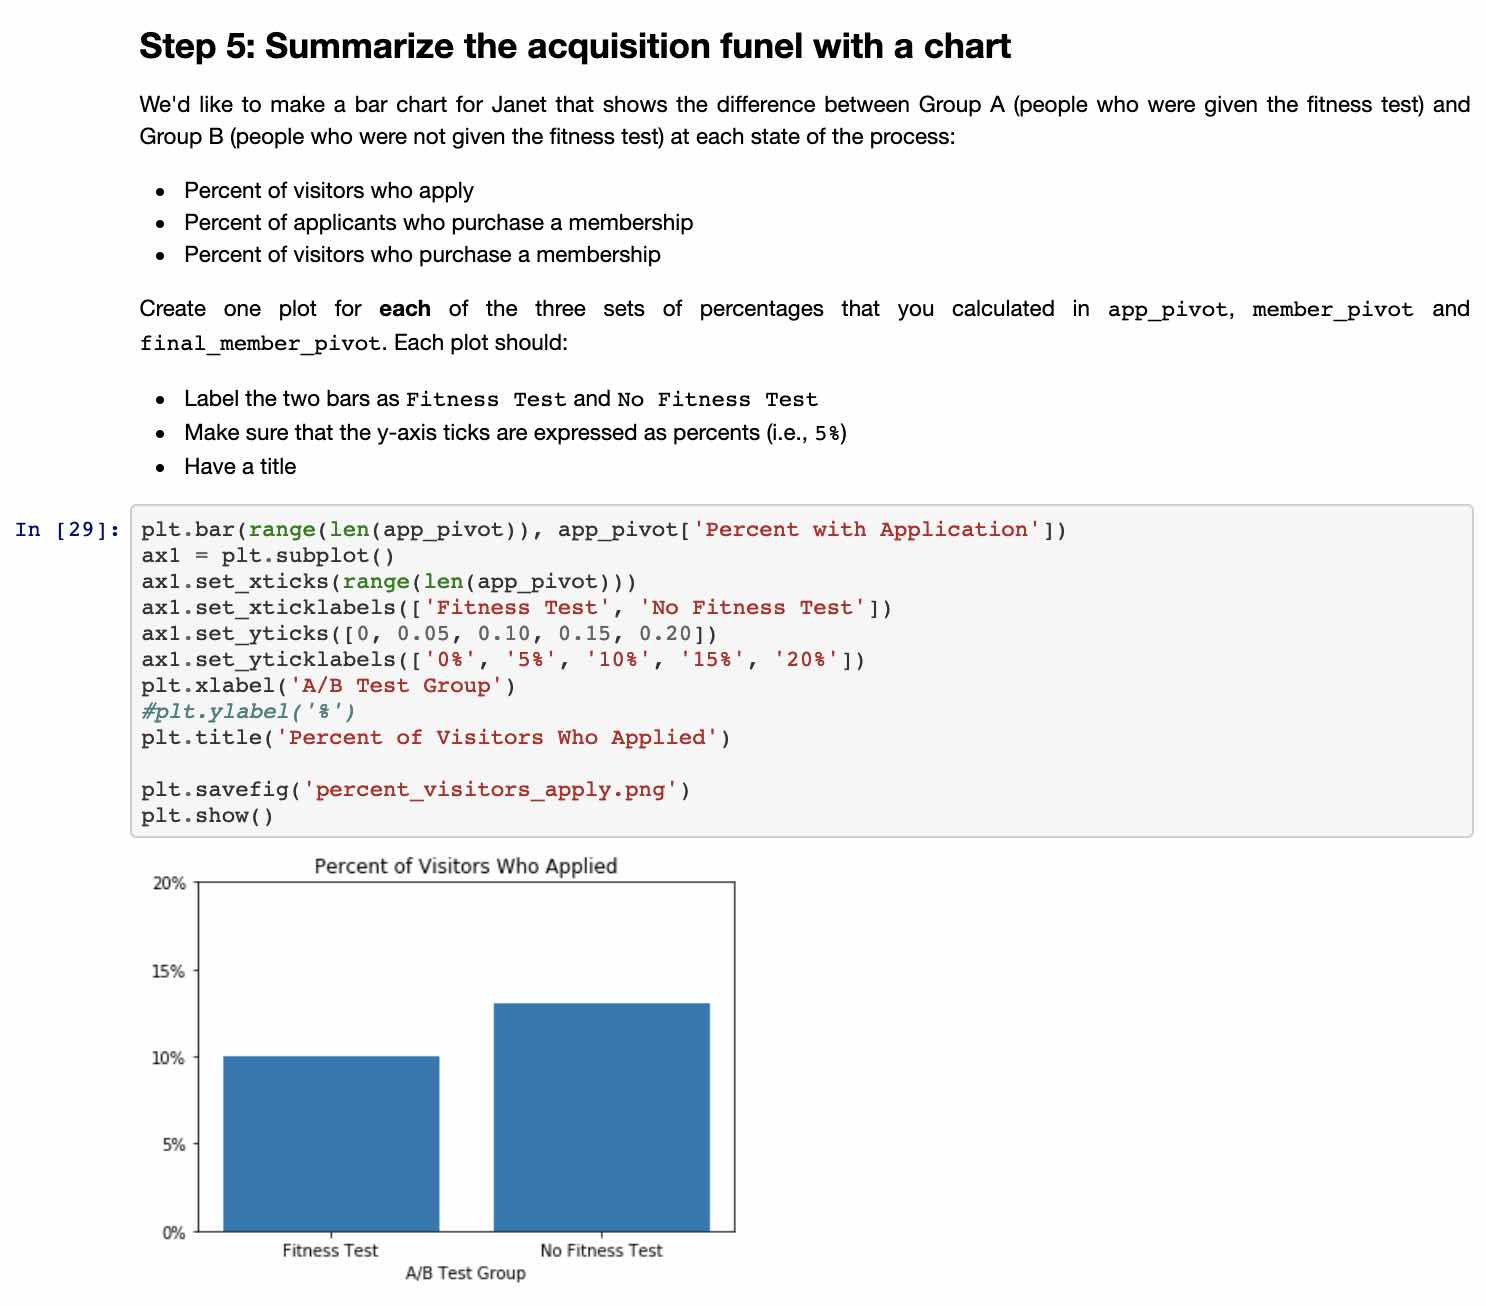 Step 5: Summarize the acquisition funel with a chart
We'd like to make a bar chart for Janet that shows the difference between Group A (people who were given the fitness test) and
Group B (people who were not given the fitness test) at each state of the process:
• Percent of visitors who apply
• Percent of applicants who purchase a membership
• Percent of visitors who purchase a membership
Create one plot for each of the three sets of percentages that you calculated in app_pivot, member_pivot and
final_member_pivot. Each plot should:
• Label the two bars as Fitness Test and No Fitness Test
• Make sure that the y-axis ticks are expressed as percents (i.e., 5%)
• Have a title
In [29]: plt.bar(range(len(app_pivot)), app_pivot['Percent with Application'])
ax1 = plt.subplot()
ax1.set_xticks(range(len(app_pivot)))
ax1.set_xticklabels(['Fitness Test', 'No Fitness Test'])
ax1.set_yticks([0, 0.05, 0.10, 0.15, 0.20])
ax1.set_yticklabels(['0%', '5%', '10%', '15%', '20%'])
plt.xlabel('A/B Test Group')
#plt.ylabel('%')
plt.title('Percent of Visitors Who Applied')
plt.savefig('percent_visitors_apply.png')
plt.show()
Percent of Visitors Who Applied
20%
15%
10%
5%
0%
Fitness Test No Fitness Test
A/B Test Group